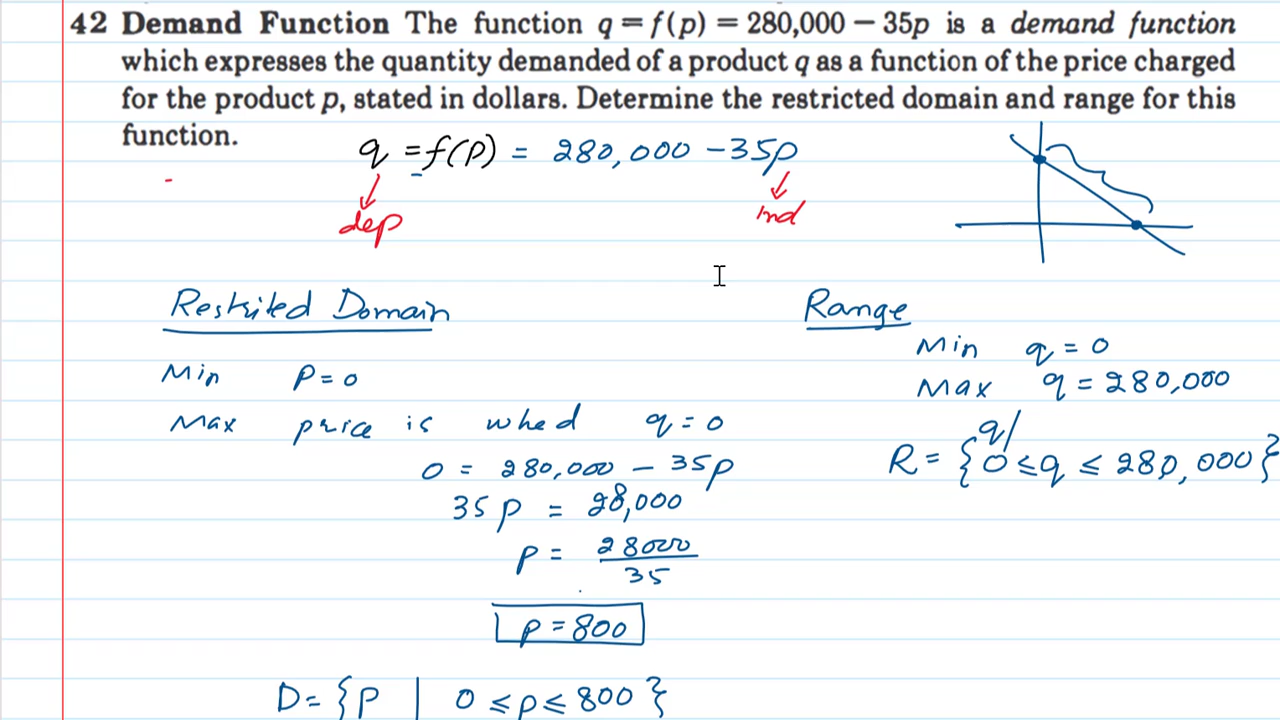 42 Demand Function The function q = f(p) = 280,000 − 35p is a demand function
which expresses the quantity demanded of a product q as a function of the price charged
for the product p, stated in dollars. Determine the restricted domain and range for this
function.
q = f(p) = 280,000 − 35p
dep
ind
Restrited Domain
Min P = 0
Max price is whed q = 0
0 = 280,000 − 35p
35 p = 28,000
p = 28000/35
p = 800
D = {p | 0 ≤ p ≤ 800}
Range
Min q = 0
Max q = 280,000
R = {q/ 0 ≤ q ≤ 280,000}